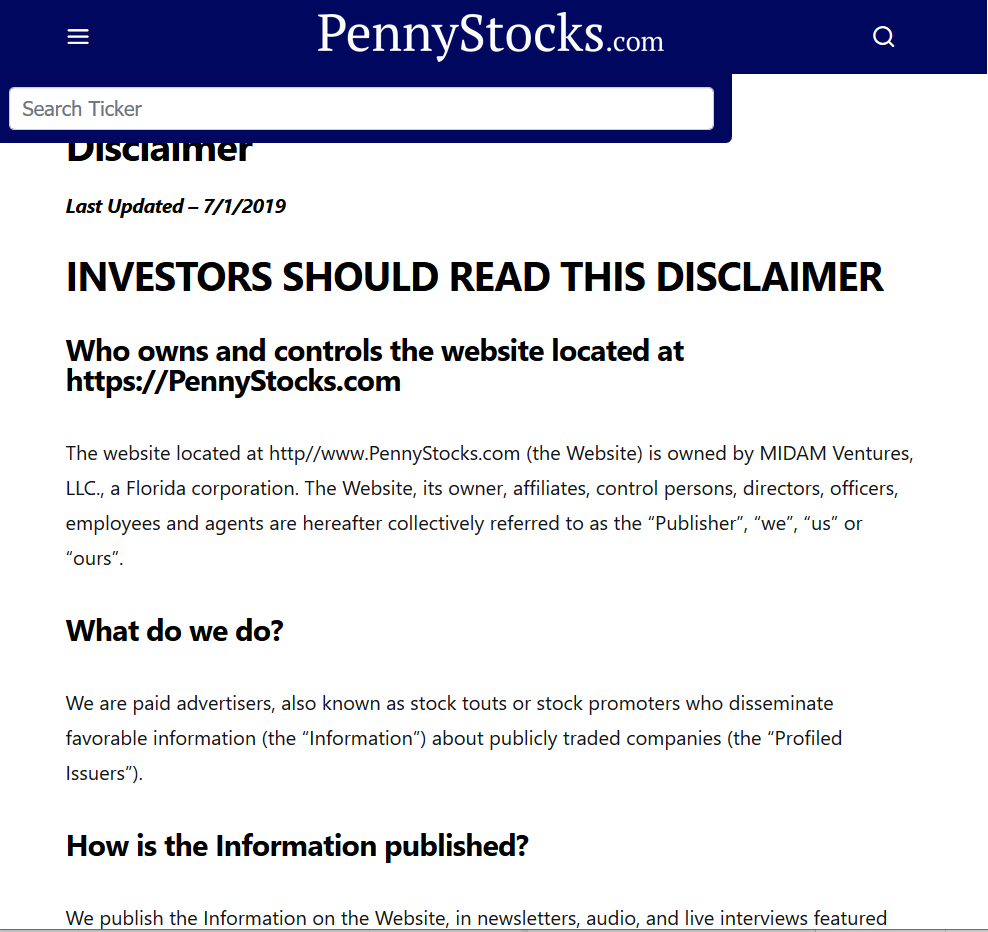 PennyStocks.com
Search Ticker
Disclaimer
Last Updated – 7/1/2019
INVESTORS SHOULD READ THIS DISCLAIMER
Who owns and controls the website located at
https://PennyStocks.com
The website located at http//www.PennyStocks.com (the Website) is owned by MIDAM Ventures,
LLC., a Florida corporation. The Website, its owner, affiliates, control persons, directors, officers,
employees and agents are hereafter collectively referred to as the “Publisher”, “we”, “us” or
“ours”.
What do we do?
We are paid advertisers, also known as stock touts or stock promoters who disseminate
favorable information (the “Information”) about publicly traded companies (the “Profiled
Issuers”).
How is the Information published?
We publish the Information on the Website, in newsletters, audio, and live interviews featured